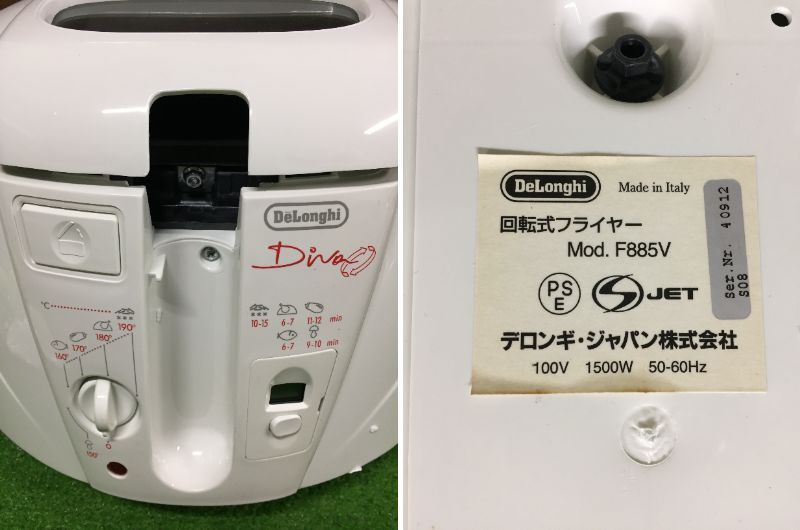 DeLonghi
Diva
°C
190°
180°
170°
160°
150°
0
10-15 6-7 11-12 min
6-7 9-10 min
DeLonghi Made in Italy
回転式フライヤー
Mod. F885V
PS
E
S JET
デロンギ・ジャパン株式会社
100V 1500W 50-60Hz
Ser.Nr. 40912
S08